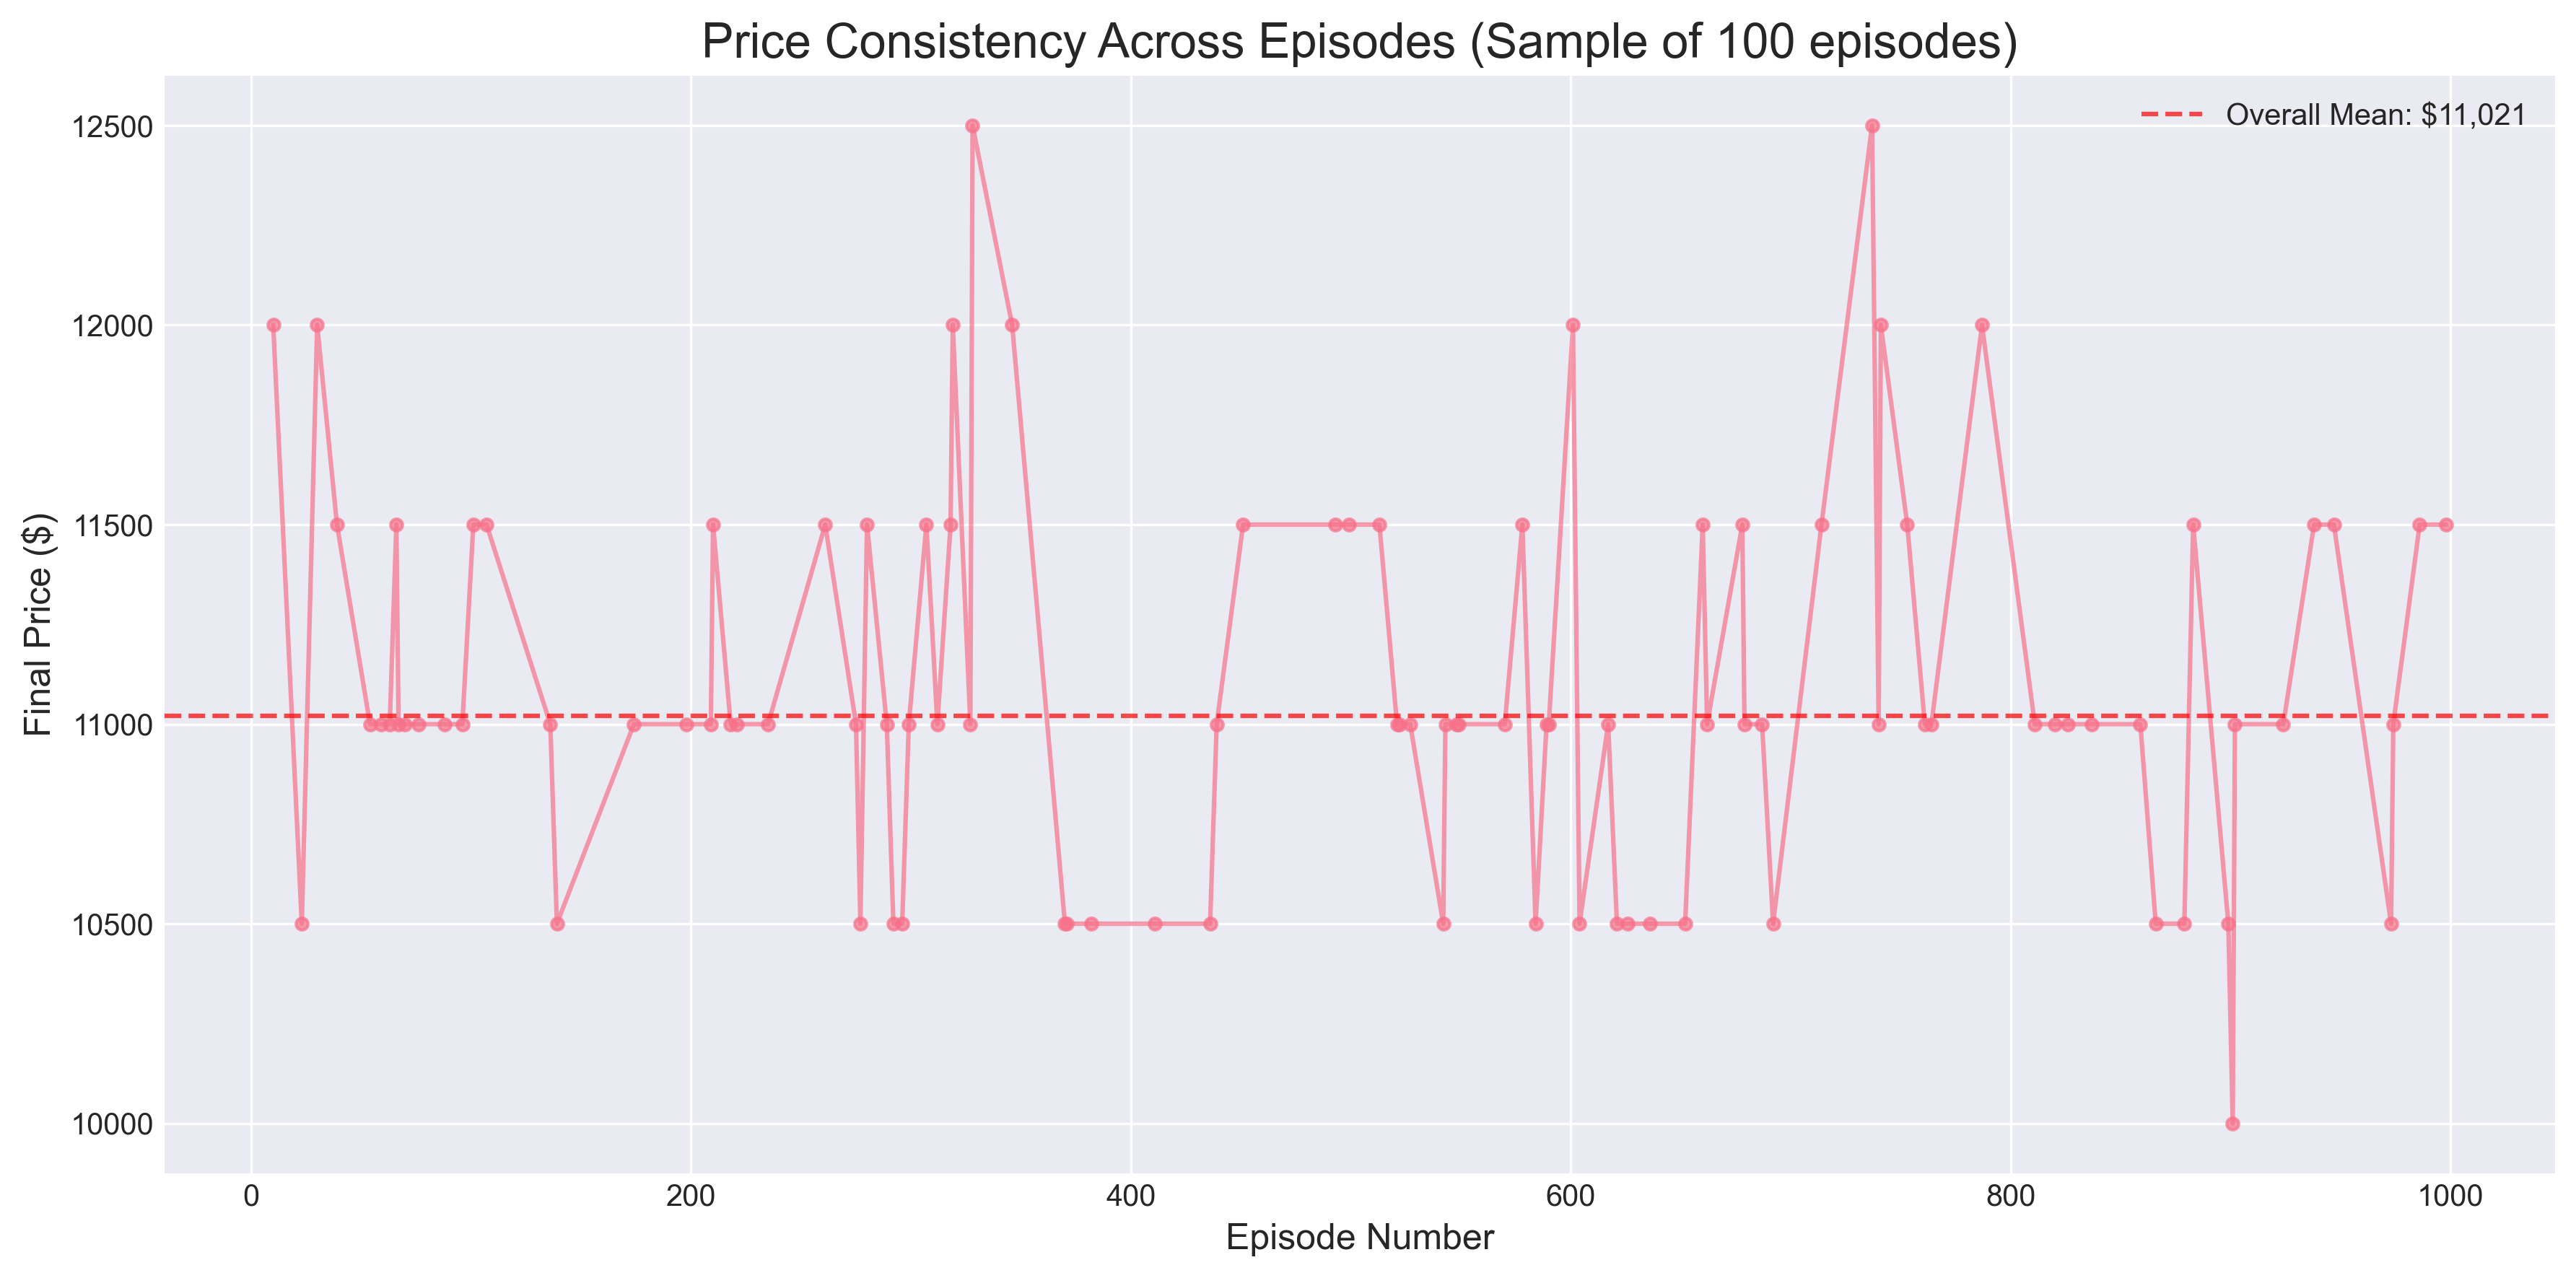 Price Consistency Across Episodes (Sample of 100 episodes)
Overall Mean: $11,021
Final Price ($)
12500
12000
11500
11000
10500
10000
0 200 400 600 800 1000
Episode Number